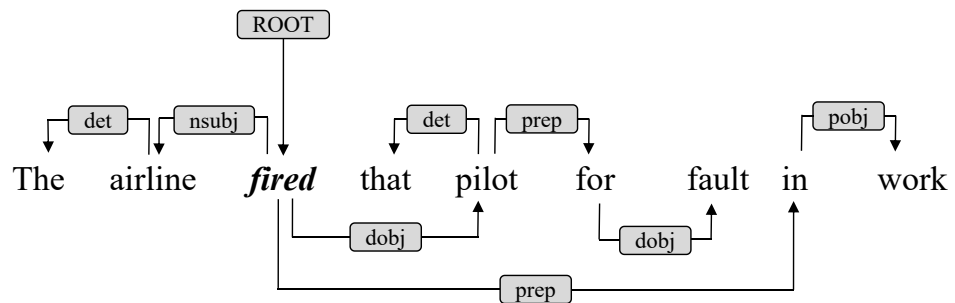 ROOT
det nsubj det prep pobj
The airline fired that pilot for fault in work
dobj dobj
prep